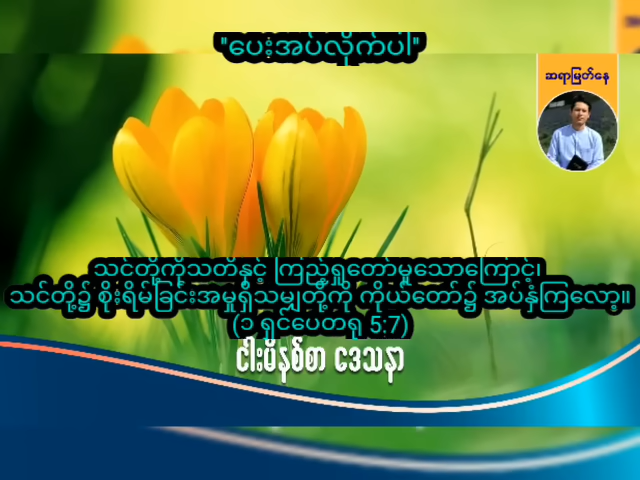 "ပေးအပ်လိုက်ပါ"
ဆရာမြတ်နေ
သင်တို့ကိုသတိနှင့် ကြည့်ရှုတော်မူသောကြောင့်၊
သင်တို့၌ စိုးရိမ်ခြင်းအမှုရှိသမျှတို့ကို ကိုယ်တော်၌ အပ်နှံကြလော့။
(၁ ရှင်ပေတရု 5:7)
ငါးမိနစ်စာ ဒေသနာ